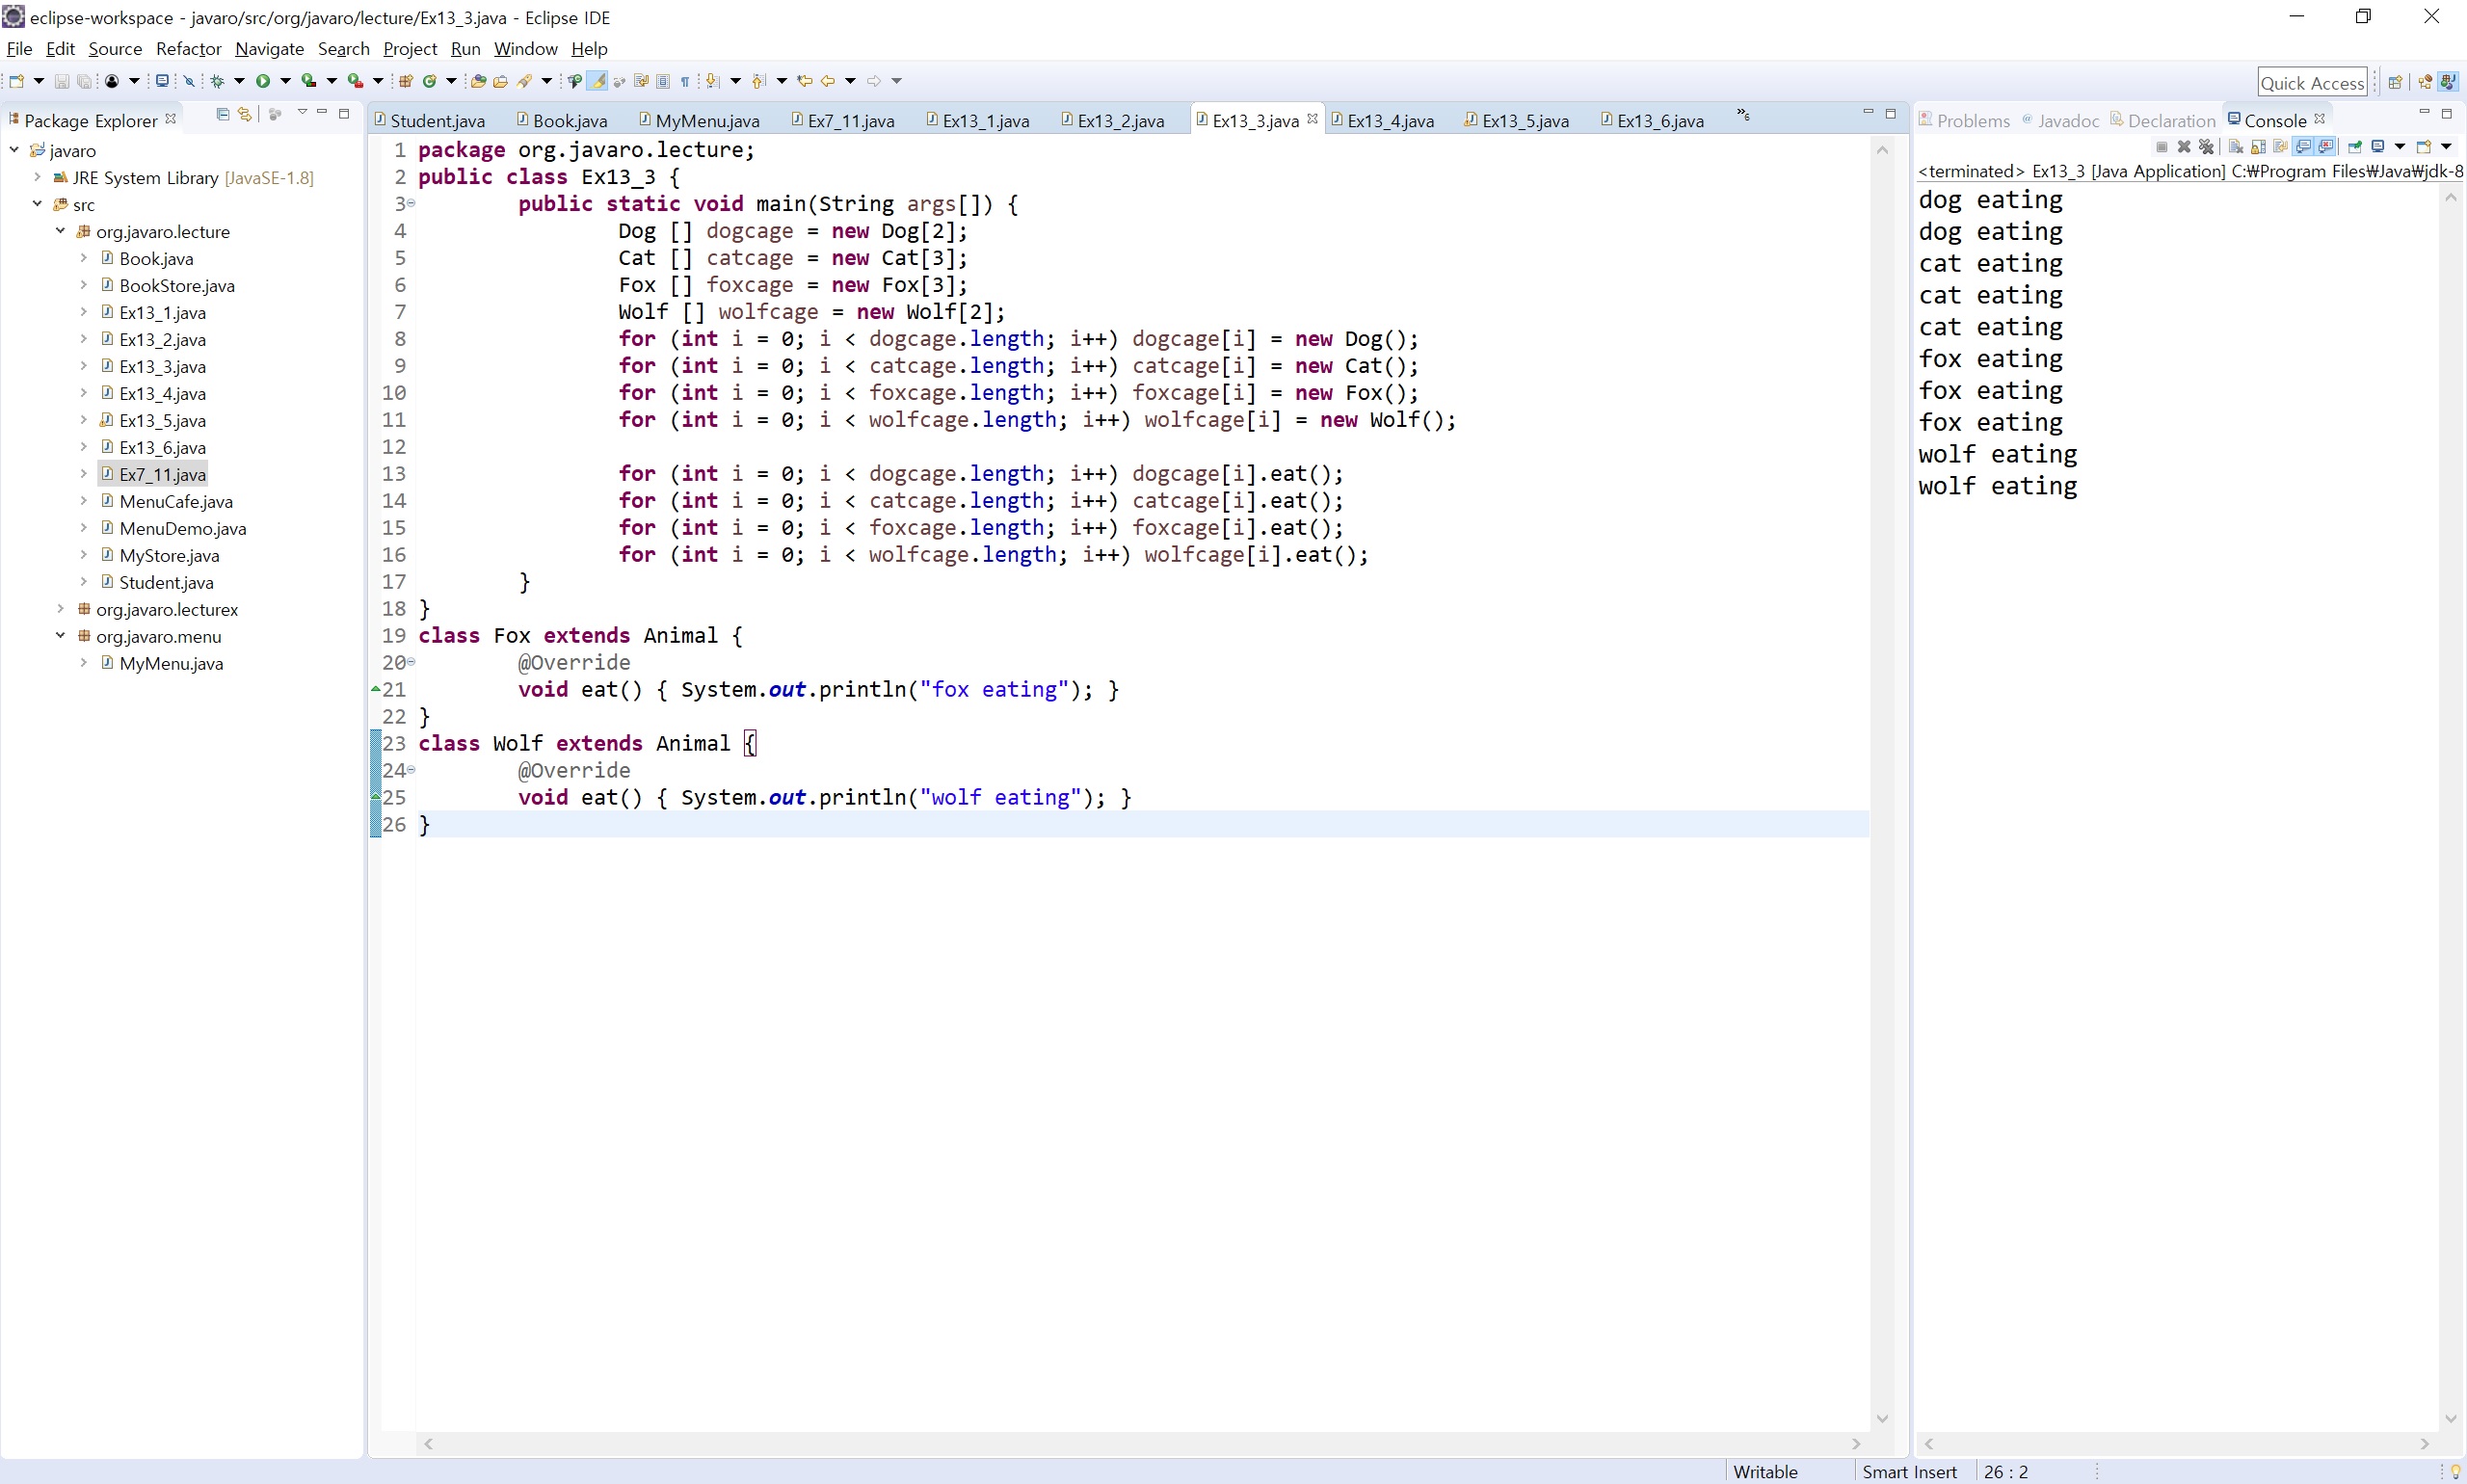 eclipse-workspace - javaro/src/org/javaro/lecture/Ex13_3.java - Eclipse IDE
File Edit Source Refactor Navigate Search Project Run Window Help
Quick Access
Package Explorer
javaro
JRE System Library [JavaSE-1.8]
src
org.javaro.lecture
Book.java
BookStore.java
Ex13_1.java
Ex13_2.java
Ex13_3.java
Ex13_4.java
Ex13_5.java
Ex13_6.java
Ex7_11.java
MenuCafe.java
MenuDemo.java
MyStore.java
Student.java
org.javaro.lecturex
org.javaro.menu
MyMenu.java
Student.java Book.java MyMenu.java Ex7_11.java Ex13_1.java Ex13_2.java Ex13_3.java Ex13_4.java Ex13_5.java Ex13_6.java »6
1 package org.javaro.lecture;
2 public class Ex13_3 {
3 public static void main(String args[]) {
4 Dog [] dogcage = new Dog[2];
5 Cat [] catcage = new Cat[3];
6 Fox [] foxcage = new Fox[3];
7 Wolf [] wolfcage = new Wolf[2];
8 for (int i = 0; i < dogcage.length; i++) dogcage[i] = new Dog();
9 for (int i = 0; i < catcage.length; i++) catcage[i] = new Cat();
10 for (int i = 0; i < foxcage.length; i++) foxcage[i] = new Fox();
11 for (int i = 0; i < wolfcage.length; i++) wolfcage[i] = new Wolf();
12
13 for (int i = 0; i < dogcage.length; i++) dogcage[i].eat();
14 for (int i = 0; i < catcage.length; i++) catcage[i].eat();
15 for (int i = 0; i < foxcage.length; i++) foxcage[i].eat();
16 for (int i = 0; i < wolfcage.length; i++) wolfcage[i].eat();
17 }
18 }
19 class Fox extends Animal {
20 @Override
21 void eat() { System.out.println("fox eating"); }
22 }
23 class Wolf extends Animal {
24 @Override
25 void eat() { System.out.println("wolf eating"); }
26 }
Problems Javadoc Declaration Console
<terminated> Ex13_3 [Java Application] C:₩Program Files₩Java₩jdk-8
dog eating
dog eating
cat eating
cat eating
cat eating
fox eating
fox eating
fox eating
wolf eating
wolf eating
Writable Smart Insert 26 : 2